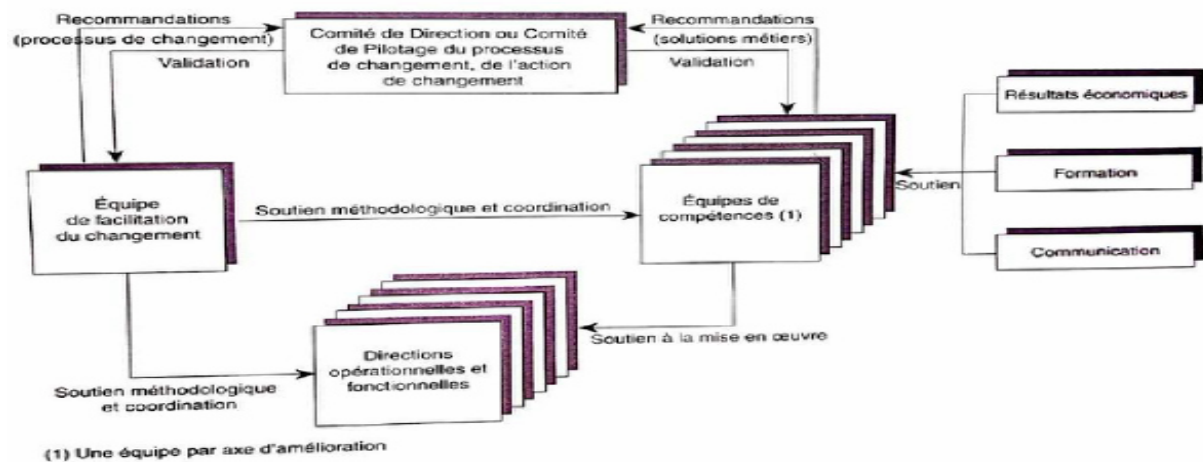 Recommandations
(processus de changement)
Validation
Comité de Direction ou Comité
de Pilotage du processus
de changement, de l'action
de changement
Recommandations
(solutions métiers)
Validation
Résultats économiques
Formation
Communication
Soutien
Équipe
de facilitation
du changement
Soutien méthodologique et coordination
Équipes de
compétences (1)
Soutien à la mise en œuvre
Directions
opérationnelles et
fonctionnelles
Soutien méthodologique
et coordination
(1) Une équipe par axe d'amélioration